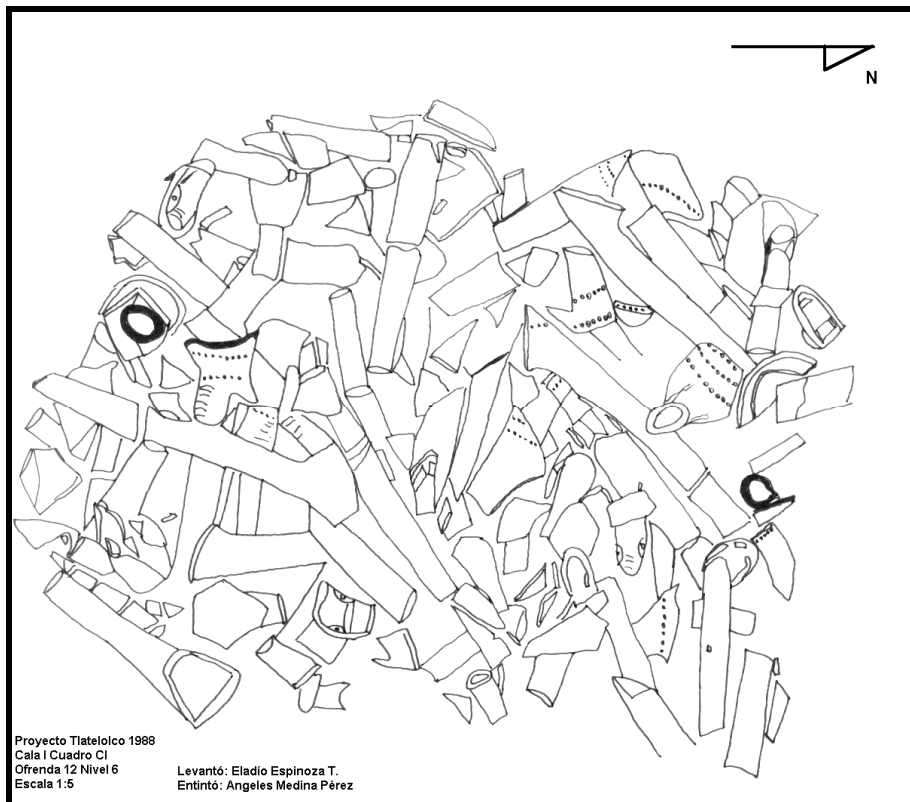 N
Proyecto Tlatelolco 1988
Cala I Cuadro CI
Ofrenda 12 Nivel 6
Escala 1:5
Levantó: Eladío Espinoza T.
Entintó: Angeles Medina Pérez